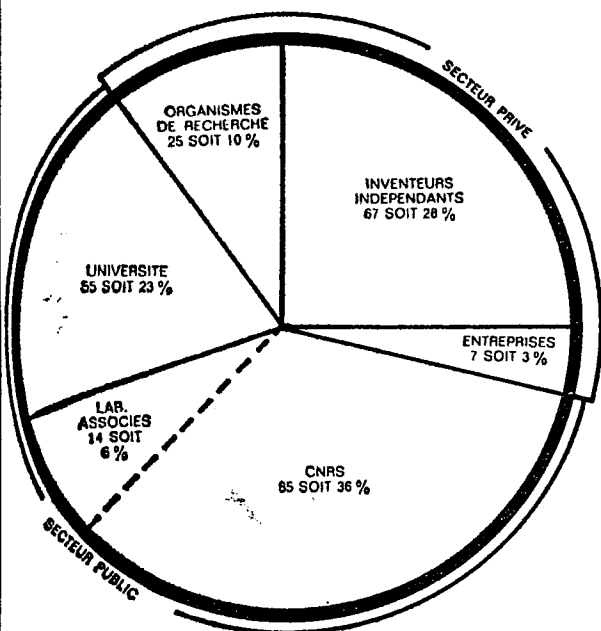 SECTEUR PRIVE
ORGANISMES
DE RECHERCHE
25 SOIT 10 %
INVENTEURS
INDEPENDANTS
67 SOIT 28 %
UNIVERSITE
55 SOIT 23 %
ENTREPRISES
7 SOIT 3 %
LAB.
ASSOCIES
14 SOIT
6 %
CNRS
85 SOIT 36 %
SECTEUR PUBLIC